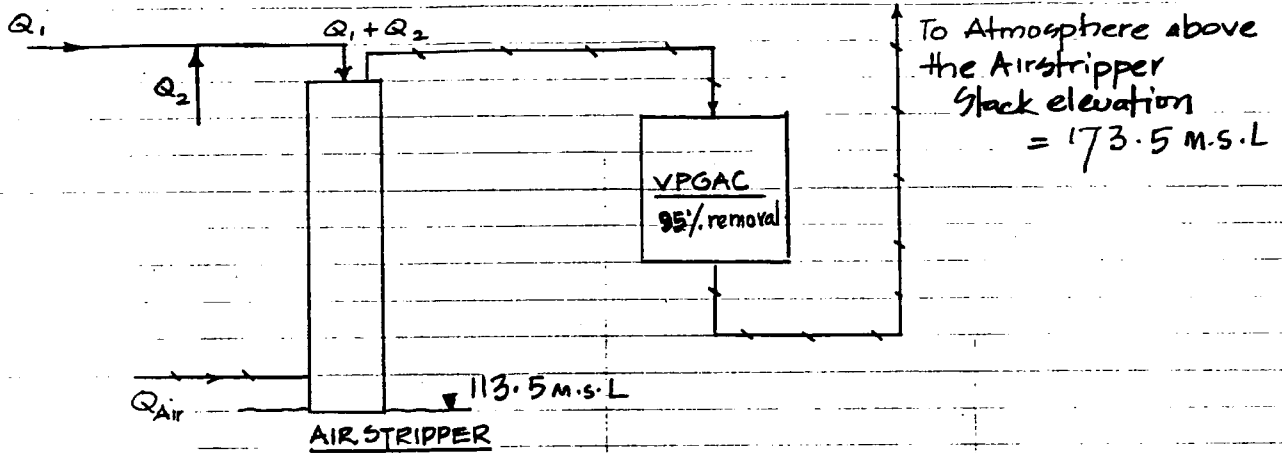 Q1
Q1 + Q2
Q2
To Atmosphere above
the Airstripper
Stack elevation
= 173.5 M.S.L
VPGAC
95% removal
QAir
113.5 M.S.L
AIR STRIPPER